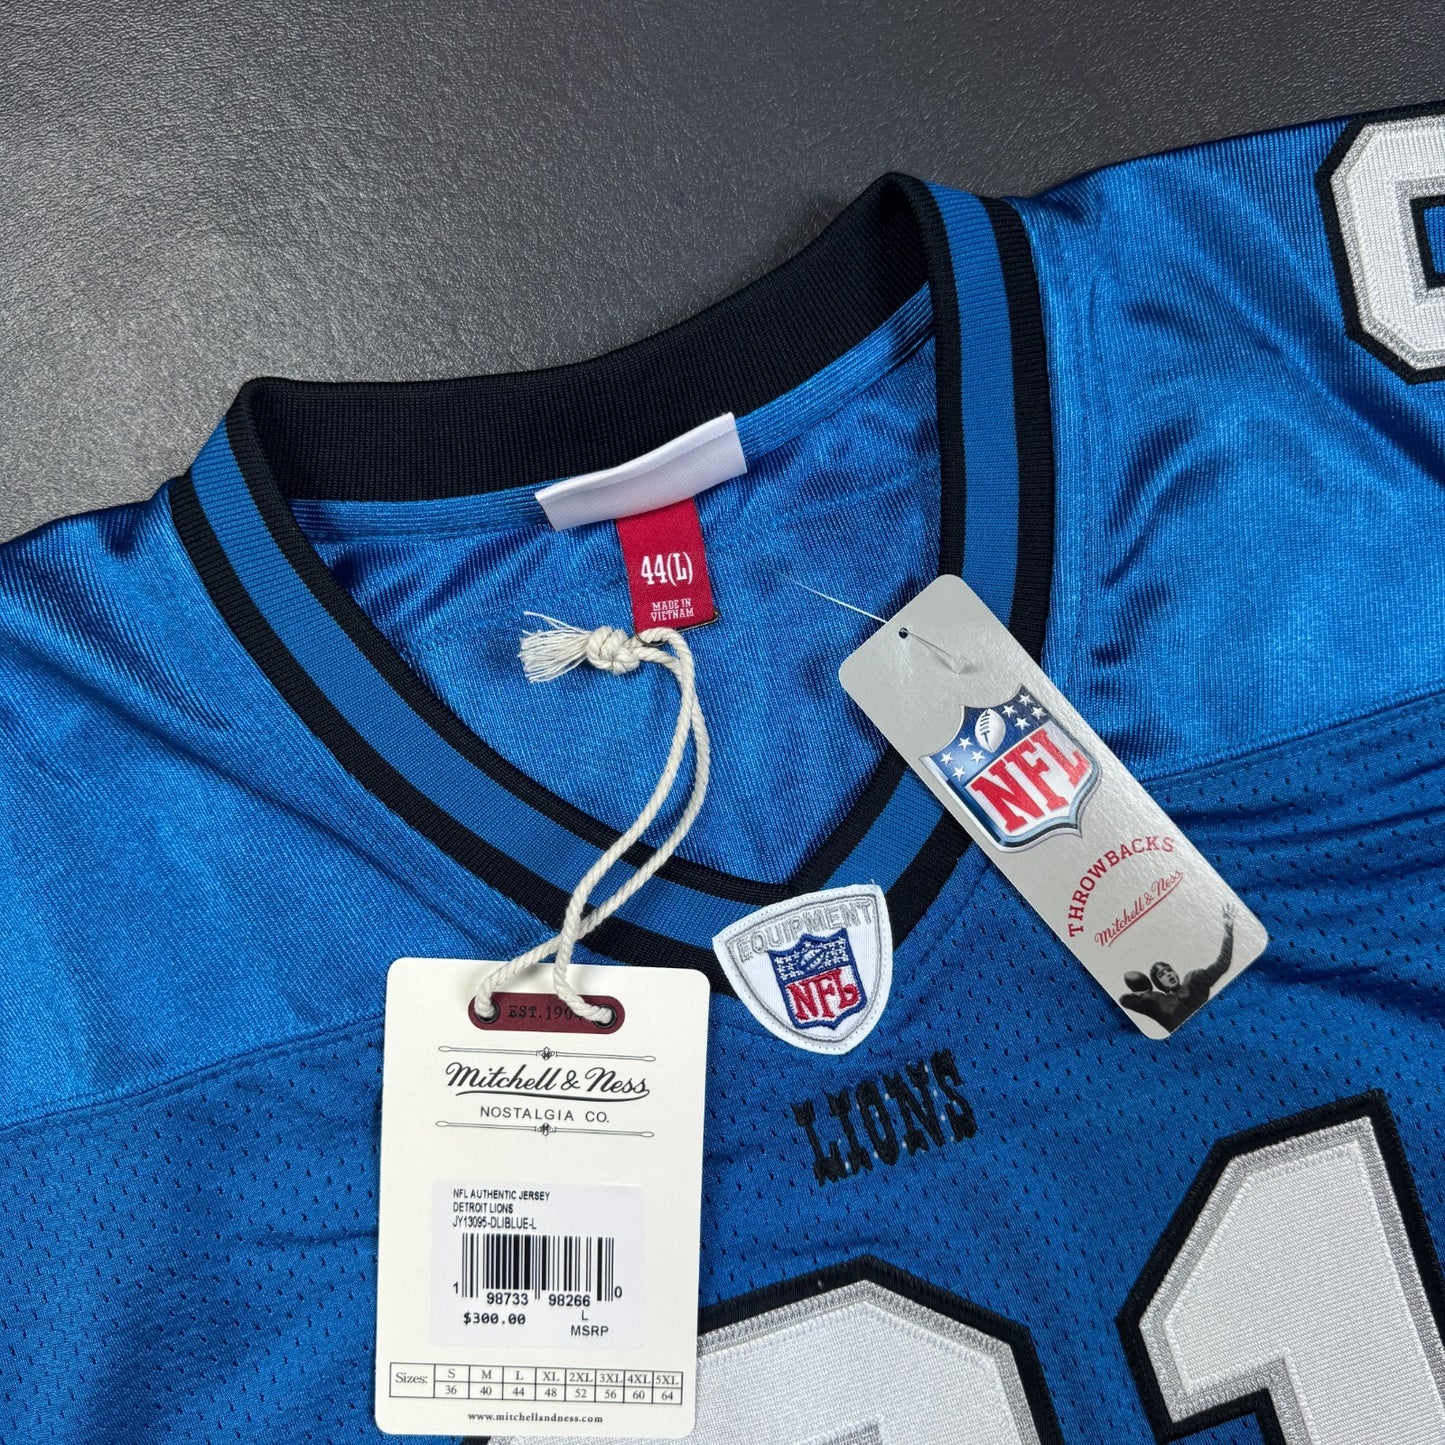 44(L)
MADE IN
VIETNAM
NFL
THROWBACKS
Mitchell & Ness
EQUIPMENT
NFL
LIONS
EST. 1904
Mitchell & Ness
NOSTALGIA CO.
NFL AUTHENTIC JERSEY
DETROIT LIONS
JY13095-DLIBLUE-L
1 98733 98266 0
$300.00 L
MSRP
Sizes: S M L XL 2XL 3XL 4XL 5XL
36 40 44 48 52 56 60 64
www.mitchellandness.com
1